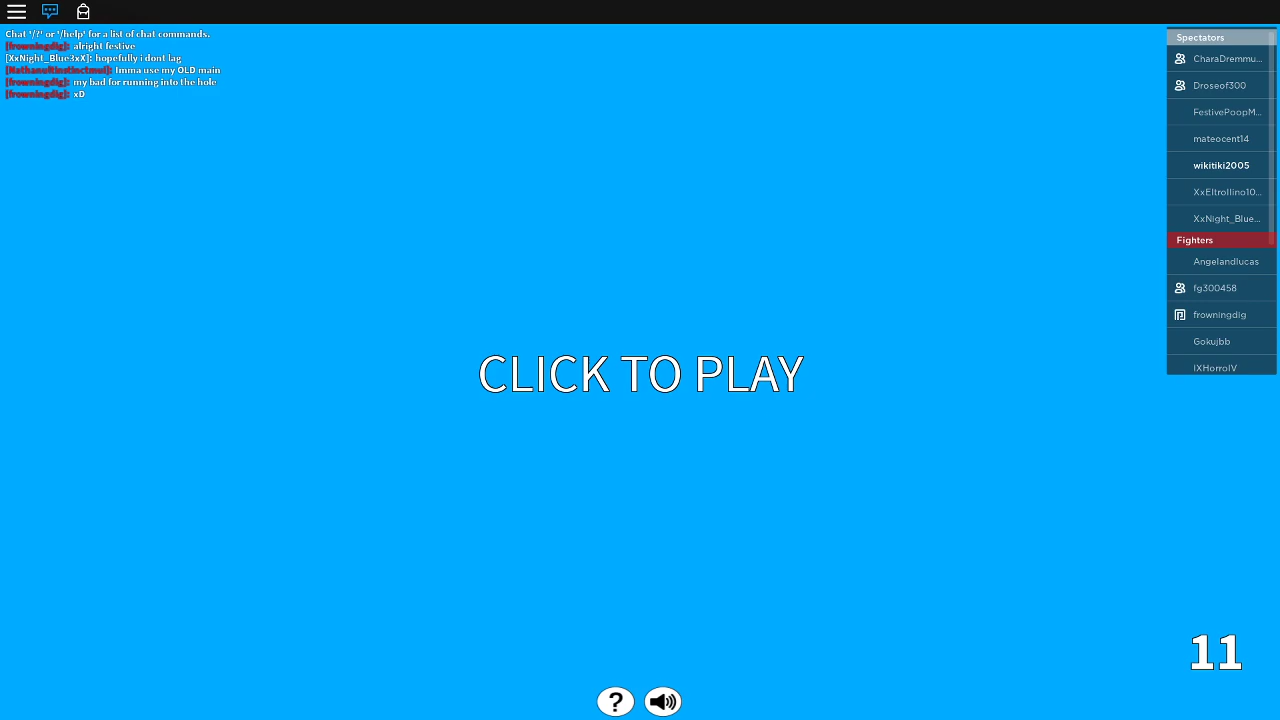 Chat '/?' or '/help' for a list of chat commands.
[frowningdig]: alright festive
[XxNight_Blue3xX]: hopefully i dont lag
Imma use my OLD main
[frowningdig]: my bad for running into the hole
[frowningdig]: xD
Spectators
CharaDremmu...
Droseof300
FestivePoopM...
mateocent14
wikitiki2005
XxEltrollino10...
XxNight_Blue...
Fighters
Angelandlucas
fg300458
frowningdig
Gokujbb
IXHorrolV
CLICK TO PLAY
11
?